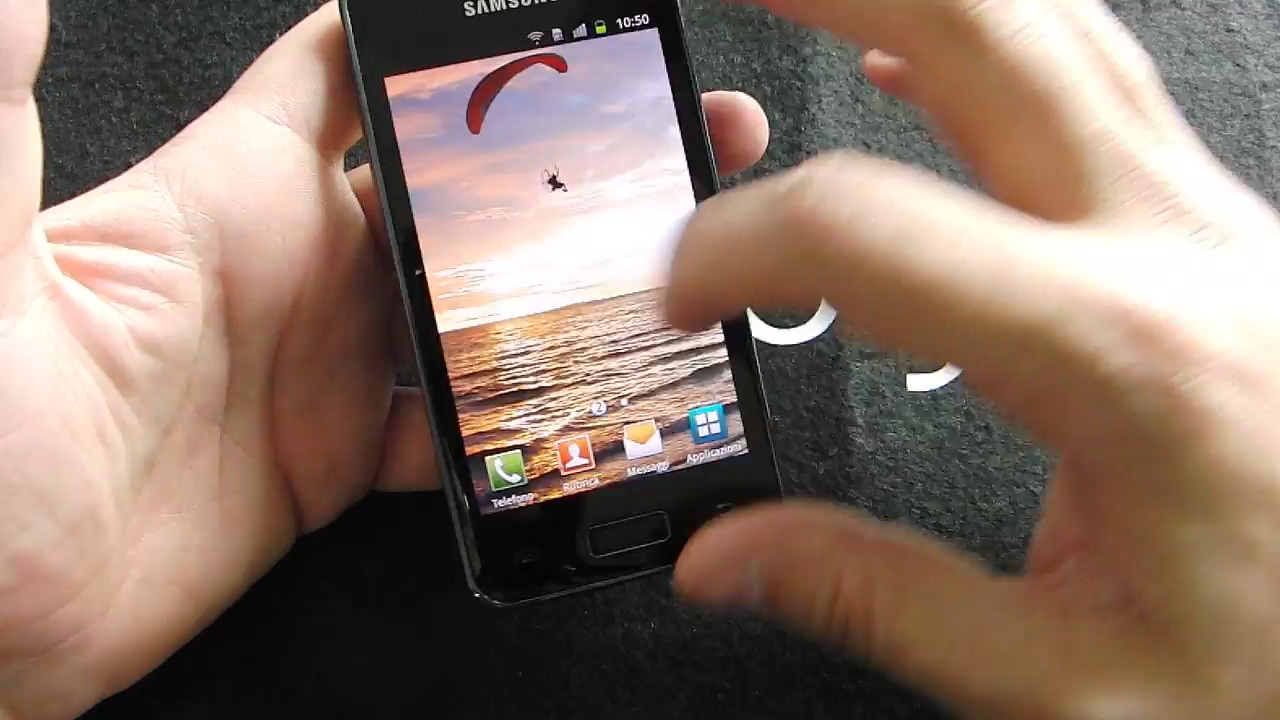 SAMSUNG
10:50
2
Telefono
Rubrica
Messaggi
Applicazioni